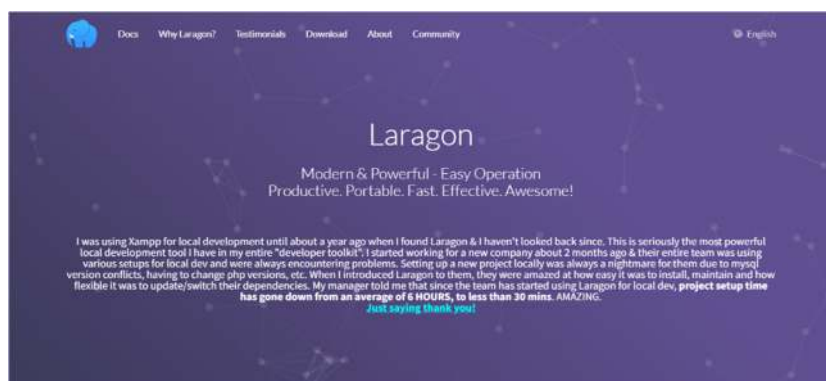 Docs Why Laragon? Testimonials Download About Community English
Laragon
Modern & Powerful - Easy Operation
Productive. Portable. Fast. Effective. Awesome!
I was using Xampp for local development until about a year ago when I found Laragon & I haven't looked back since. This is seriously the most powerful
local development tool I have in my entire "developer toolkit". I started working for a new company about 2 months ago & their entire team was using
various setups for local dev and were always encountering problems. Setting up a new project locally was always a nightmare for them due to mysql
version conflicts, having to change php versions, etc. When I introduced Laragon to them, they were amazed at how easy it was to install, maintain and how
flexible it was to update/switch their dependencies. My manager told me that since the team has started using Laragon for local dev, project setup time
has gone down from an average of 6 HOURS, to less than 30 mins. AMAZING.
Just saying thank you!